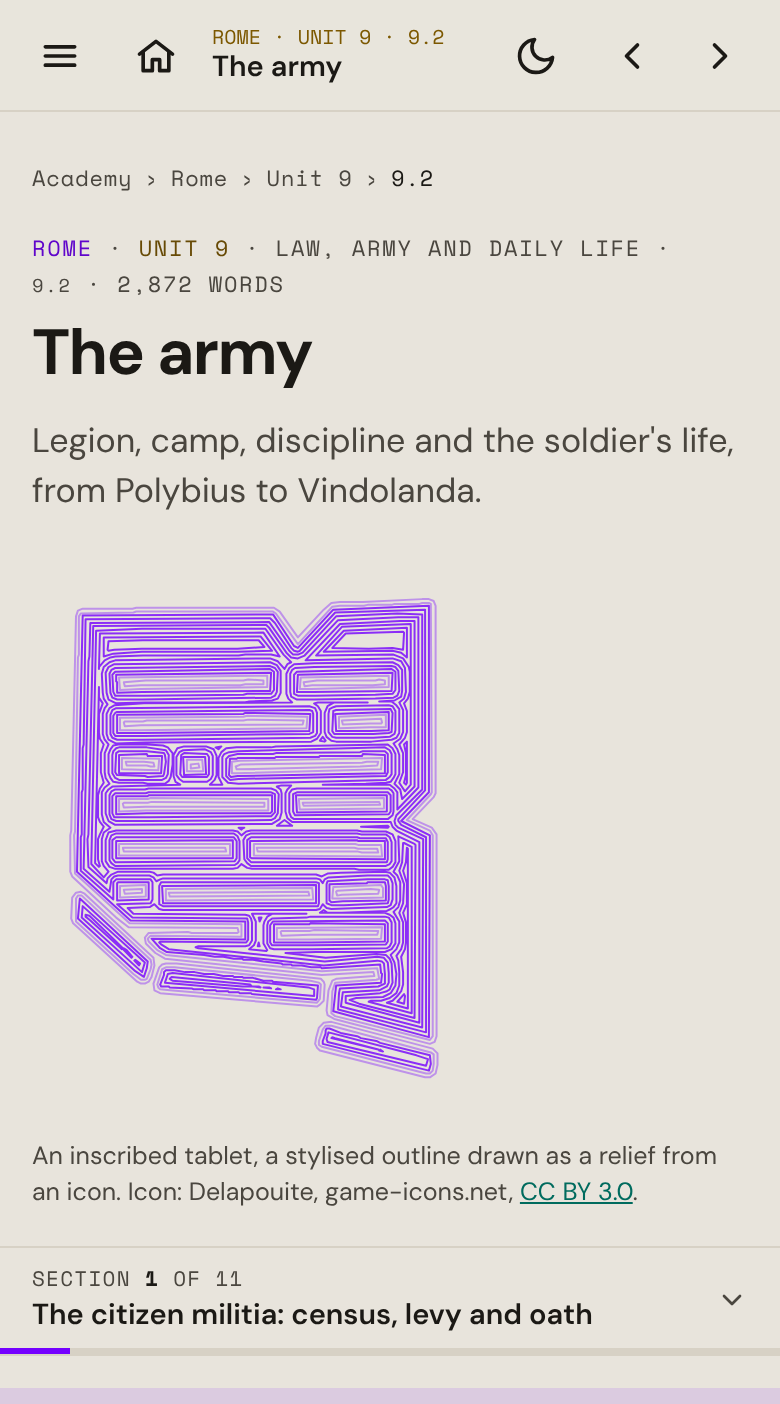 ROME · UNIT 9 · 9.2
The army
Academy › Rome › Unit 9 › 9.2
ROME · UNIT 9 · LAW, ARMY AND DAILY LIFE ·
9.2 · 2,872 WORDS
The army
Legion, camp, discipline and the soldier's life,
from Polybius to Vindolanda.
An inscribed tablet, a stylised outline drawn as a relief from
an icon. Icon: Delapouite, game-icons.net, CC BY 3.0.
SECTION 1 OF 11
The citizen militia: census, levy and oath